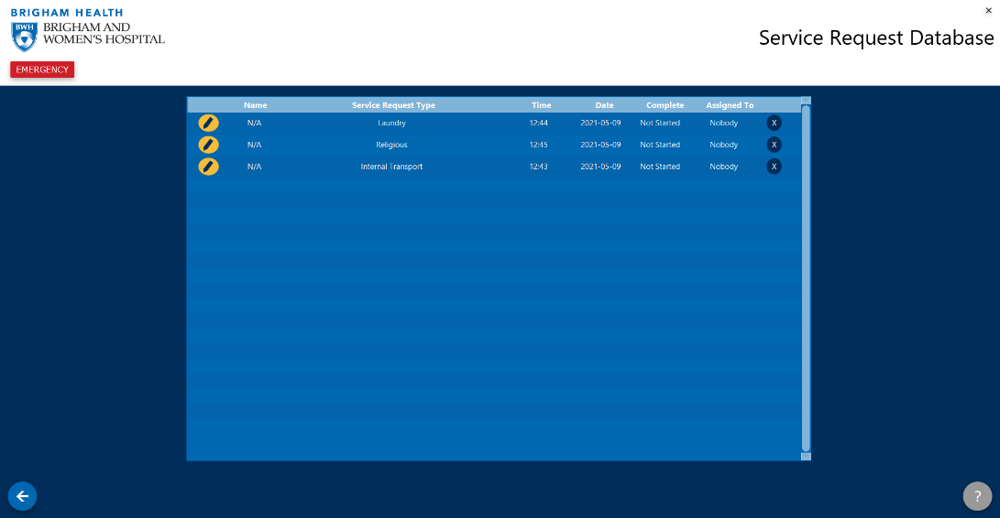 BRIGHAM HEALTH
BWH
BRIGHAM AND
WOMEN'S HOSPITAL
Service Request Database
EMERGENCY
Name Service Request Type Time Date Complete Assigned To
N/A Laundry 12:44 2021-05-09 Not Started Nobody X
N/A Religious 12:45 2021-05-09 Not Started Nobody X
N/A Internal Transport 12:43 2021-05-09 Not Started Nobody X
?